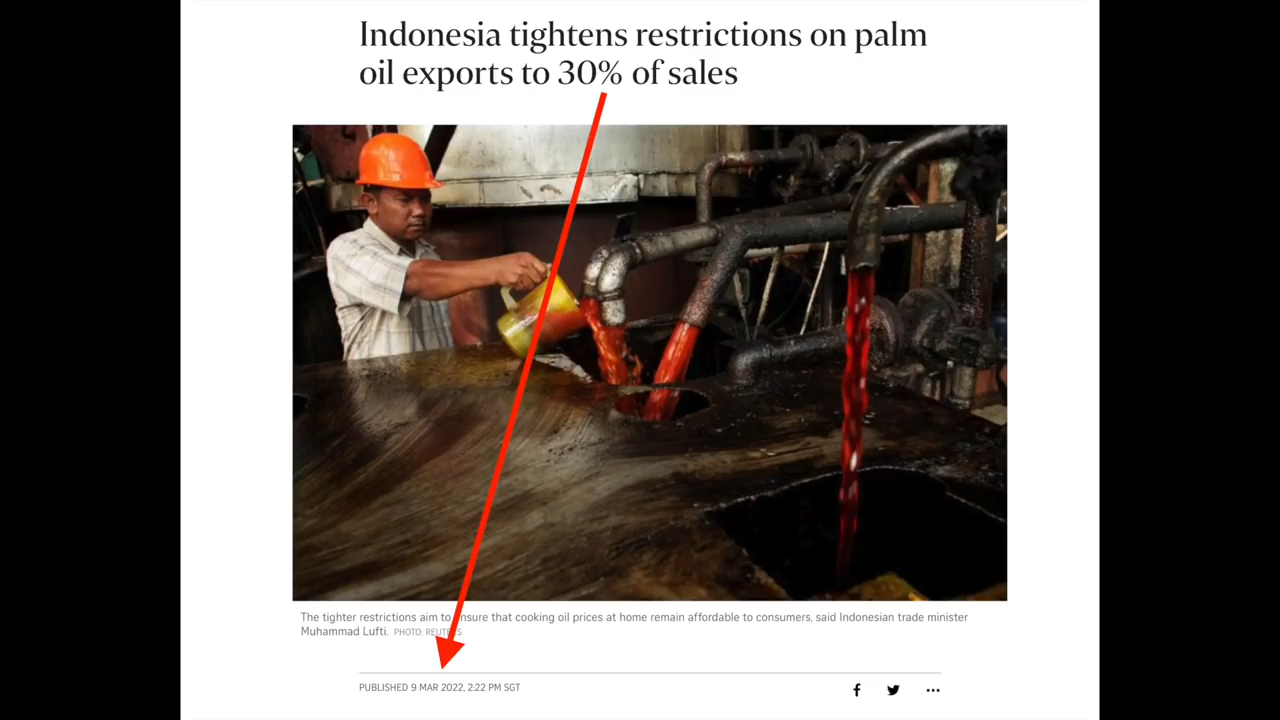 Indonesia tightens restrictions on palm
oil exports to 30% of sales
The tighter restrictions aim to ensure that cooking oil prices at home remain affordable to consumers, said Indonesian trade minister
Muhammad Lufti. PHOTO: REUTERS
PUBLISHED 9 MAR 2022, 2:22 PM SGT